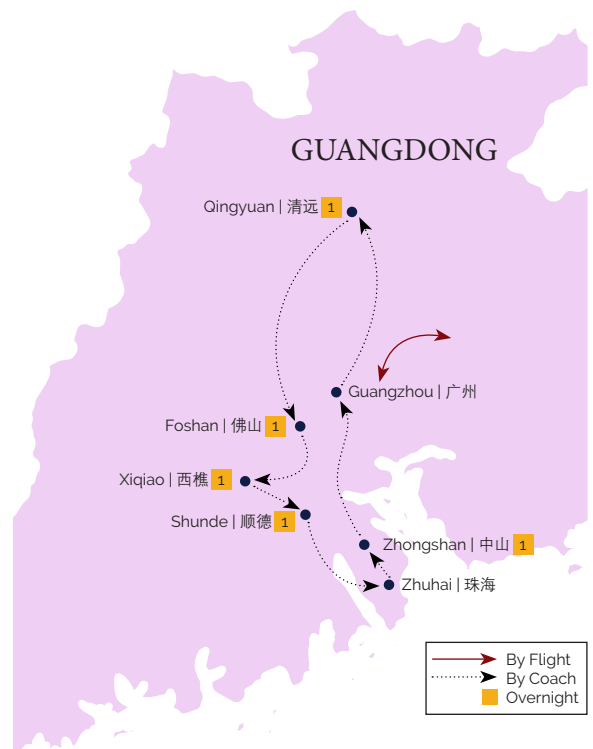 GUANGDONG
Qingyuan | 清远 1
Guangzhou | 广州
Foshan | 佛山 1
Xiqiao | 西樵 1
Shunde | 顺德 1
Zhongshan | 中山 1
Zhuhai | 珠海
By Flight
By Coach
Overnight